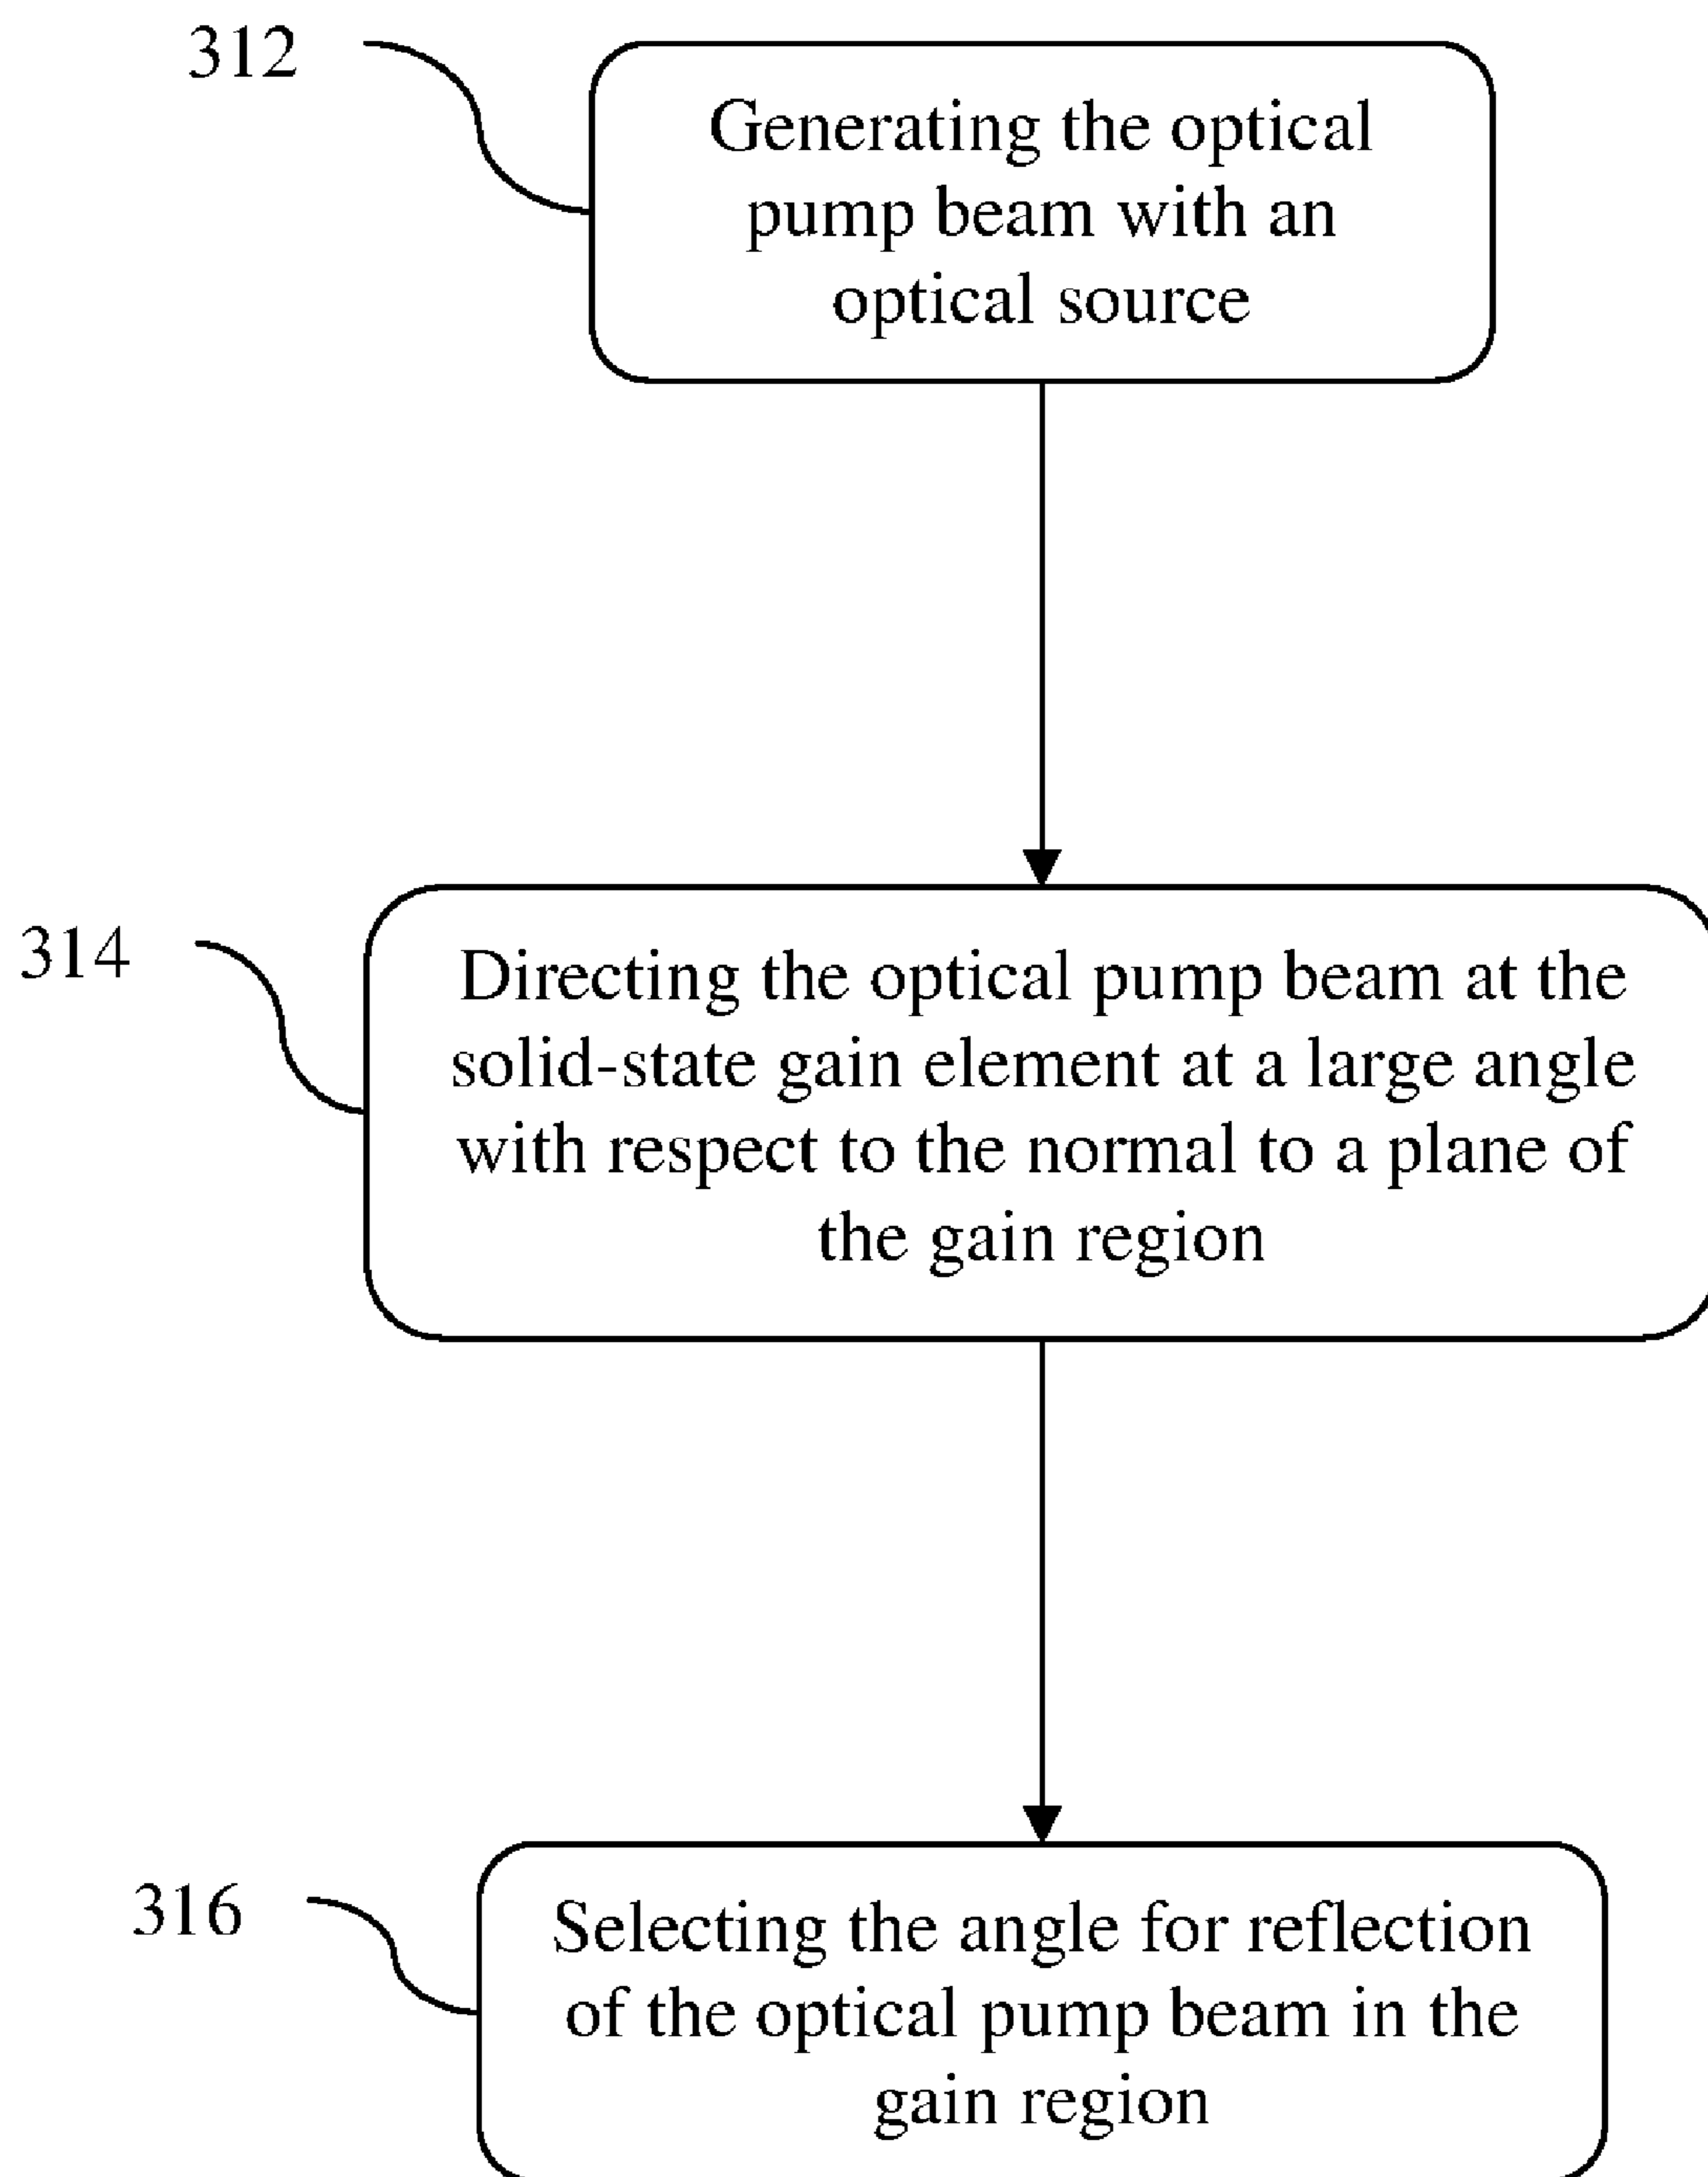 312
Generating the optical
pump beam with an
optical source
314
Directing the optical pump beam at the
solid-state gain element at a large angle
with respect to the normal to a plane of
the gain region
316
Selecting the angle for reflection
of the optical pump beam in the
gain region